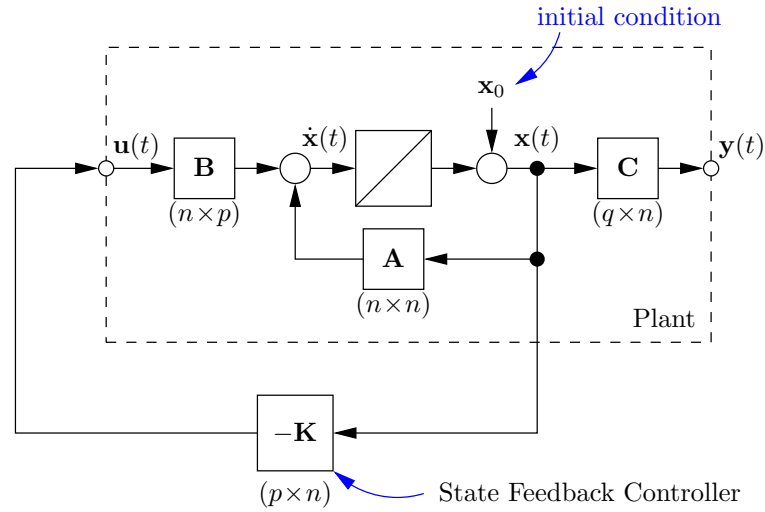 initial condition
𝐱₀
𝐮(t)
𝐁
(n×p)
𝐱̇(t)
𝐱(t)
𝐂
(q×n)
𝐲(t)
𝐀
(n×n)
Plant
−𝐊
(p×n)
State Feedback Controller